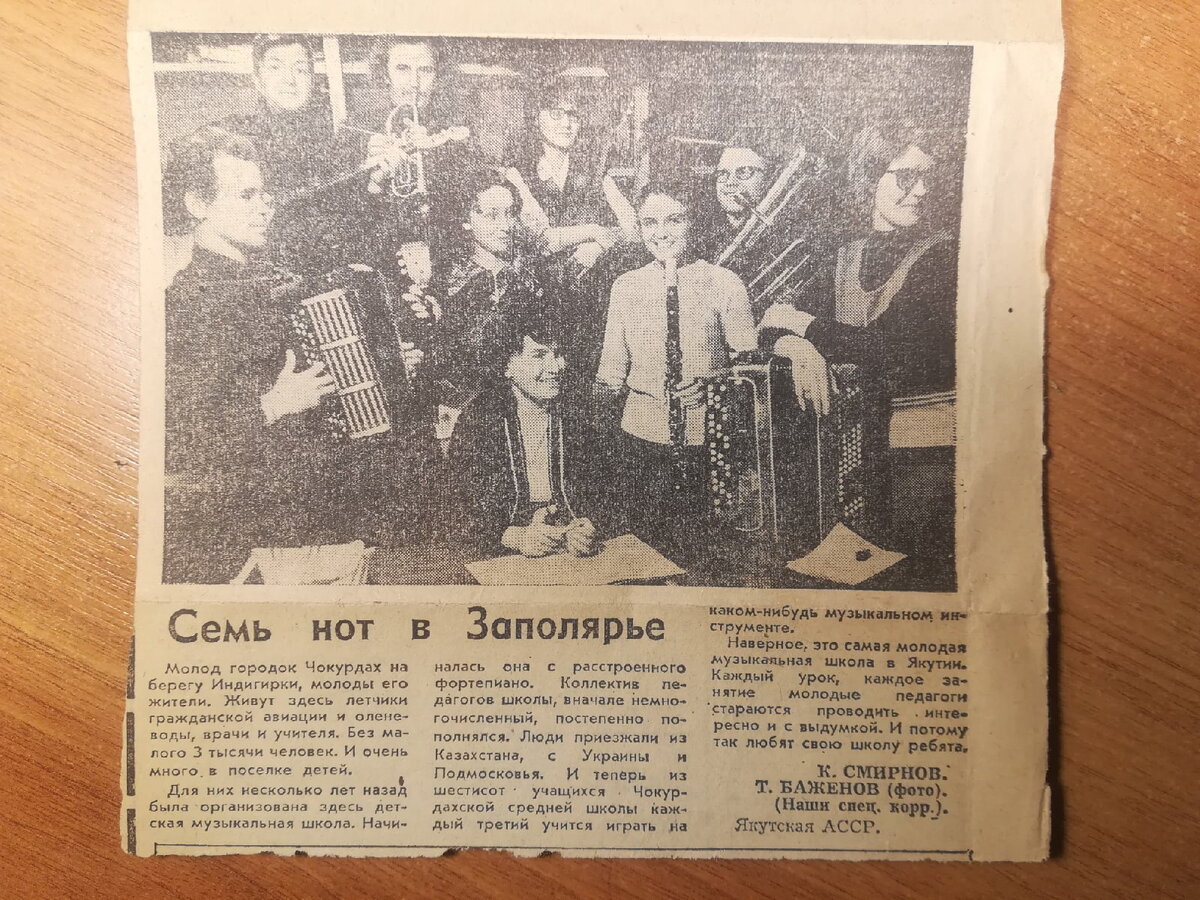 Семь нот в Заполярье
Молод городок Чокурдах на
берегу Индигирки, молоды его
жители. Живут здесь летчики
гражданской авиации и олене-
воды, врачи и учителя. Без ма-
лого 3 тысячи человек. И очень
много в поселке детей.
Для них несколько лет назад
была организована здесь дет-
ская музыкальная школа. Начи-
налась она с расстроенного
фортепиано. Коллектив пе-
дагогов школы, вначале немно-
гочисленный, постепенно по-
полнялся. Люди приезжали из
Казахстана, с Украины и
Подмосковья. И теперь из
шестисот учащихся Чокур-
дахской средней школы каж-
дый третий учится играть на
каком-нибудь музыкальном ин-
струменте.
Наверное, это самая молодая
музыкальная школа в Якутии.
Каждый урок, каждое за-
нятие молодые педагоги
стараются проводить инте-
ресно и с выдумкой. И потому
так любят свою школу ребята.
К. СМИРНОВ.
Т. БАЖЕНОВ (фото).
(Наши спец. корр.).
Якутская АССР.